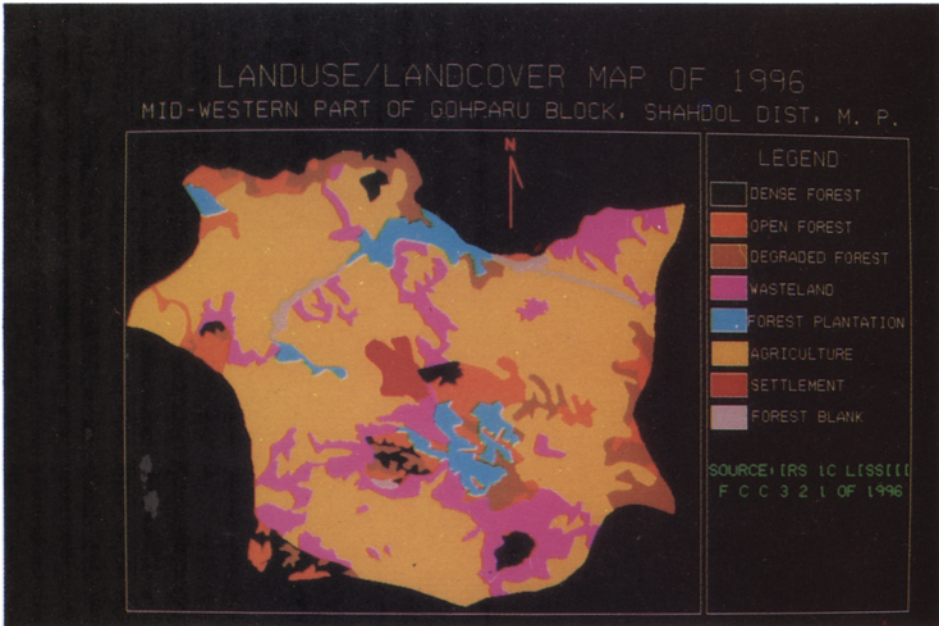 LANDUSE/LANDCOVER MAP OF 1996
MID-WESTERN PART OF GOHPARU BLOCK, SHAHDOL DIST, M. P.
N
LEGEND
DENSE FOREST
OPEN FOREST
DEGRADED FOREST
WASTELAND
FOREST PLANTATION
AGRICULTURE
SETTLEMENT
FOREST BLANK
SOURCE: IRS 1C LISSIII
F C C 3 2 1 OF 1996